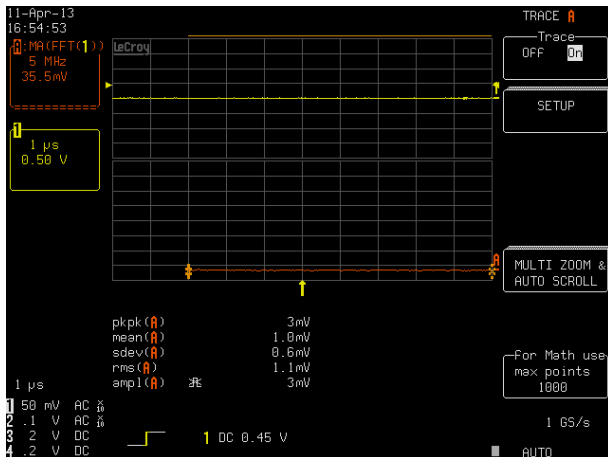 11-Apr-13
16:54:53
A:MA(FFT(1))
5 MHz
35.5mV
LeCroy
1
1 µs
0.50 V
1
A
TRACE A
Trace
OFF On
SETUP
MULTI ZOOM &
AUTO SCROLL
For Math use
max points
1000
pkpk(A) 3mV
mean(A) 1.0mV
sdev(A) 0.6mV
rms(A) 1.1mV
ampl(A) 3mV
1 µs
1 50 mV AC X10
2 .1 V AC X10
3 2 V DC
4 .2 V DC
1 DC 0.45 V
1 GS/s
AUTO